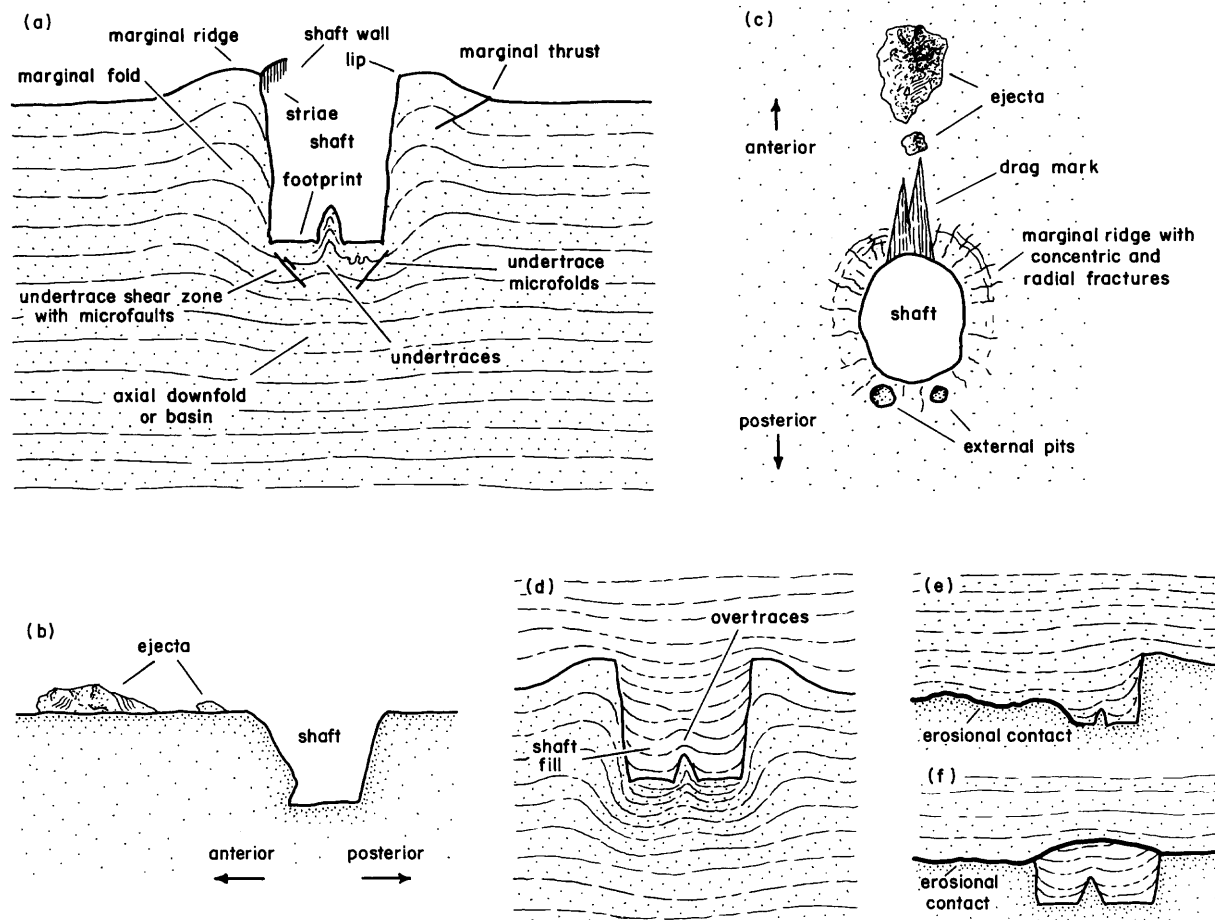 (a)
marginal ridge
shaft wall
lip
marginal thrust
marginal fold
striae
shaft
footprint
undertrace shear zone
with microfaults
undertrace
microfolds
undertraces
axial downfold
or basin
(c)
ejecta
anterior
drag mark
marginal ridge with
concentric and
radial fractures
shaft
posterior
external pits
(b)
ejecta
shaft
anterior
posterior
(d)
overtraces
shaft
fill
(e)
erosional contact
(f)
erosional
contact